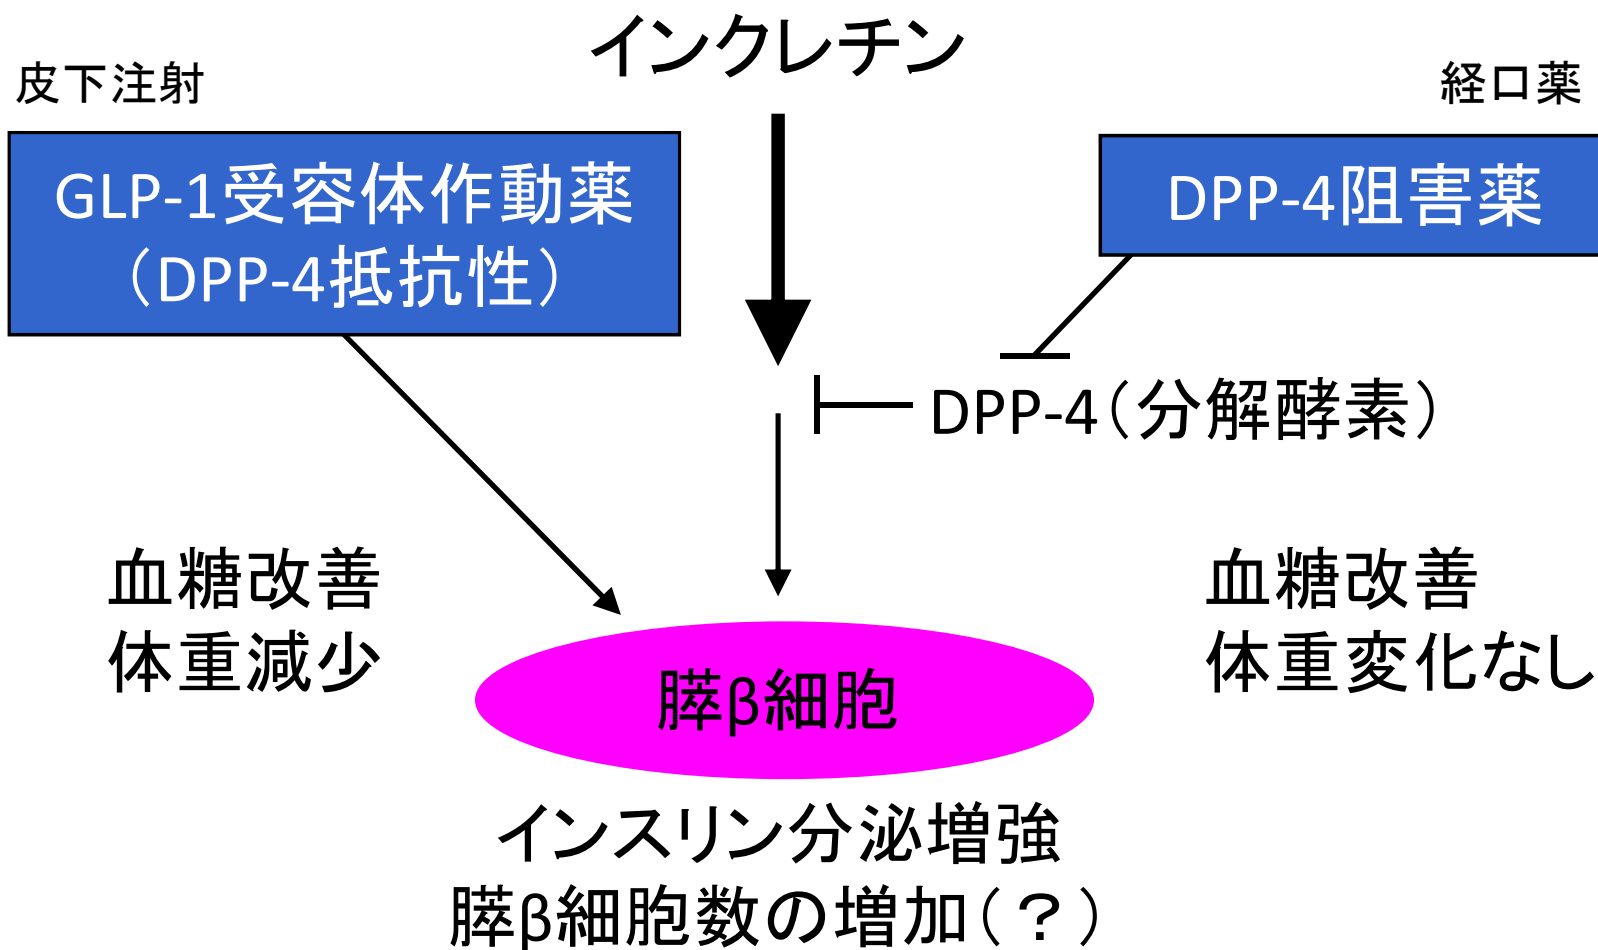 インクレチン
皮下注射
経口薬
GLP-1受容体作動薬
（DPP-4抵抗性）
DPP-4阻害薬
DPP-4（分解酵素）
血糖改善
体重減少
血糖改善
体重変化なし
膵β細胞
インスリン分泌増強
膵β細胞数の増加（？）